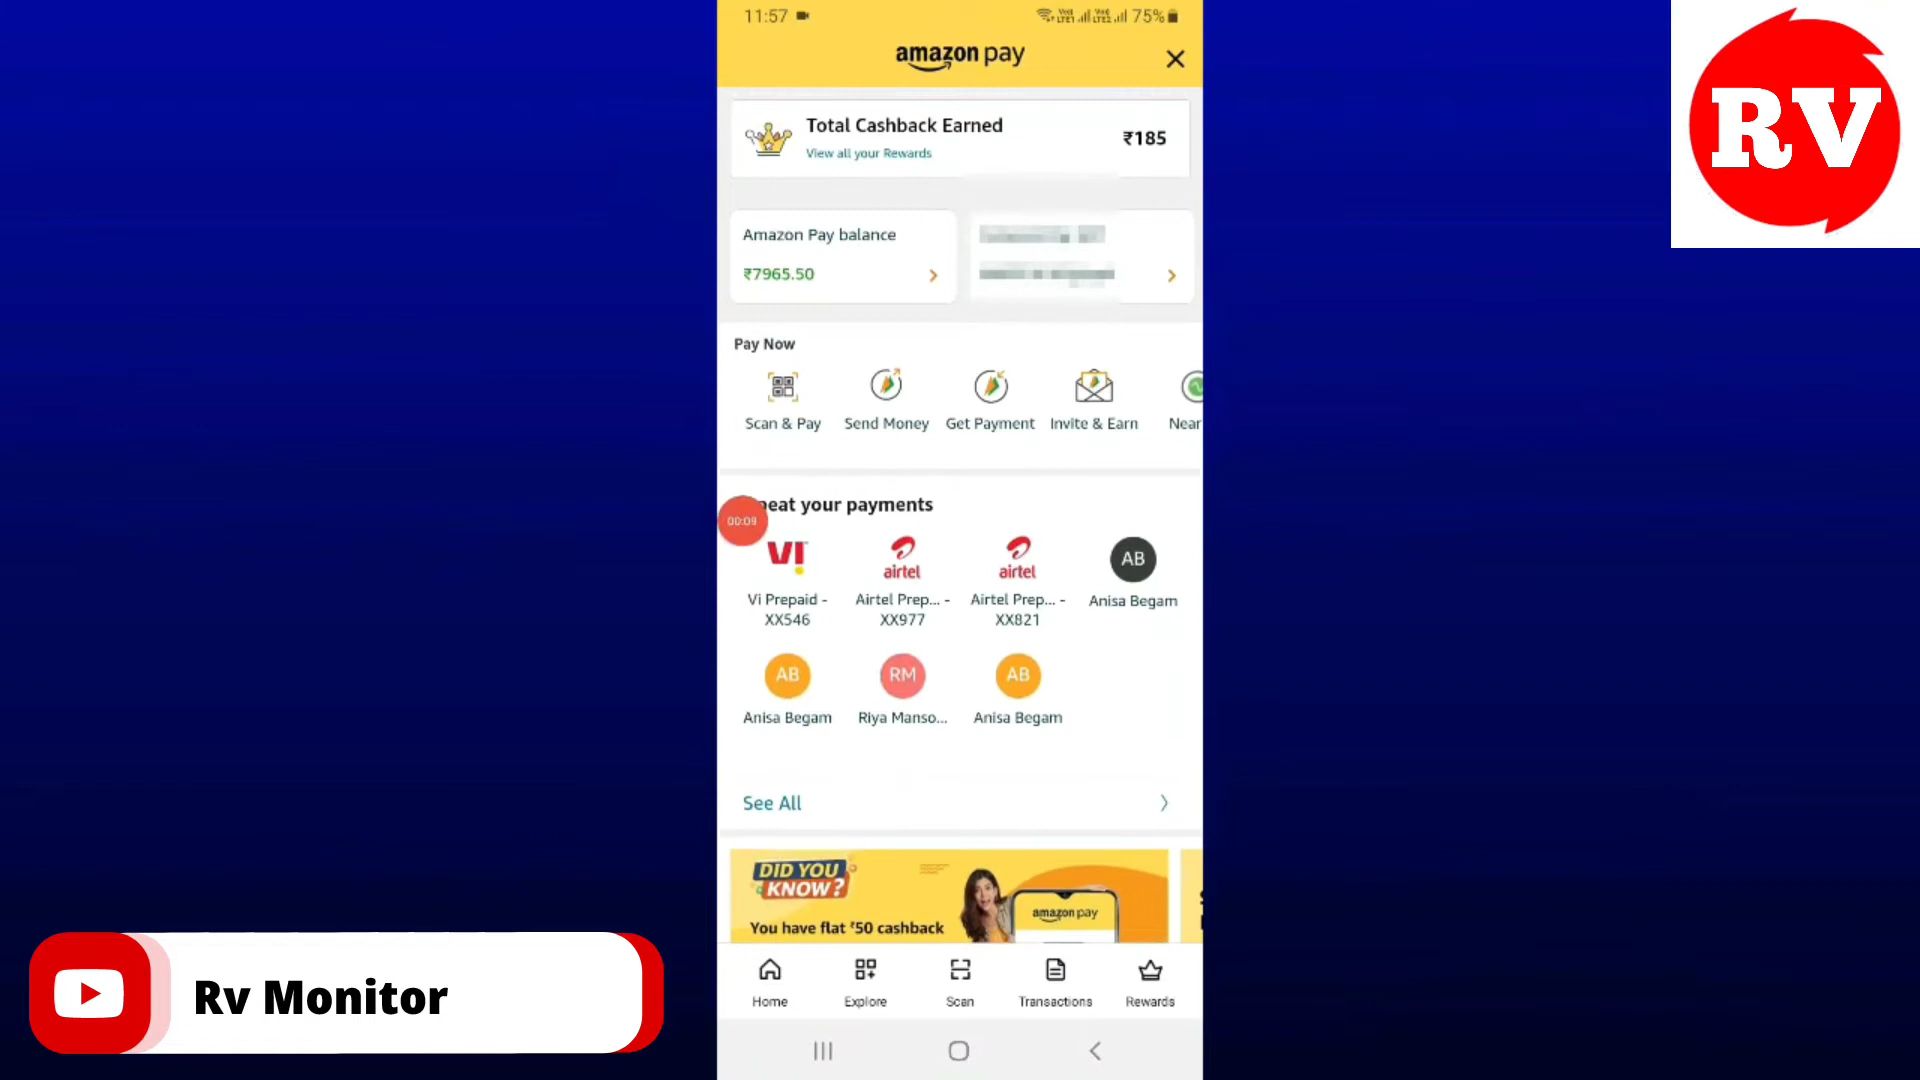 11:57
75%
amazon pay
RV
Total Cashback Earned
₹185
View all your Rewards
Amazon Pay balance
₹7965.50
Pay Now
Scan & Pay
Send Money
Get Payment
Invite & Earn
Near
peat your payments
00:09
VI
airtel
airtel
AB
Vi Prepaid -
XX546
Airtel Prep... -
XX977
Airtel Prep... -
XX821
Anisa Begam
AB
RM
AB
Anisa Begam
Riya Manso...
Anisa Begam
See All
DID YOU
KNOW?
You have flat ₹50 cashback
amazon pay
Home
Explore
Scan
Transactions
Rewards
Rv Monitor